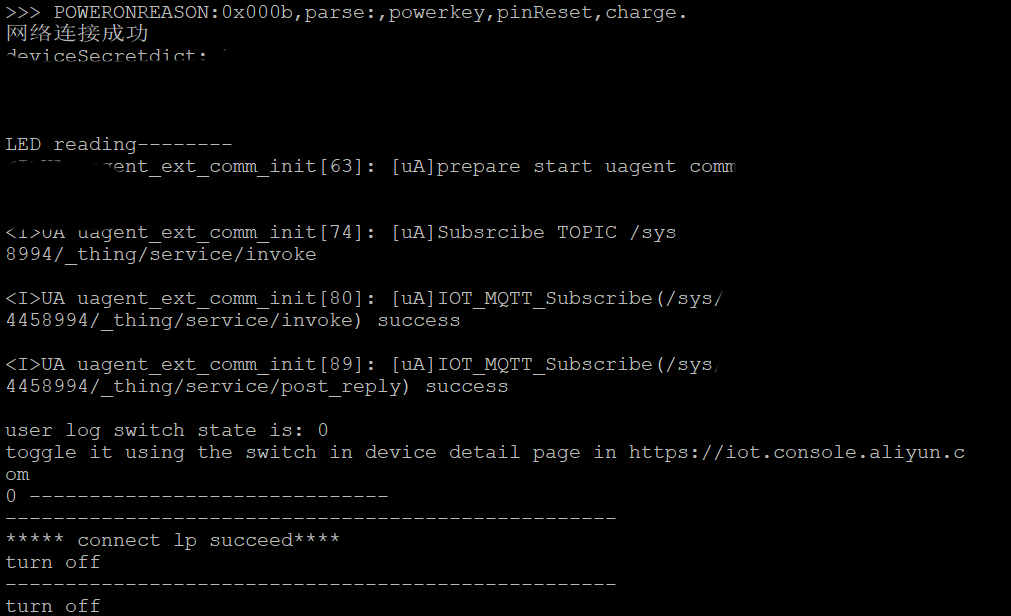 >>> POWERONREASON:0x000b,parse:,powerkey,pinReset,charge.
网络连接成功
deviceSecretdict:
LED reading--------
uagent_ext_comm_init[63]: [uA]prepare start uagent comm
<I>UA uagent_ext_comm_init[74]: [uA]Subsrcibe TOPIC /sys
8994/_thing/service/invoke
<I>UA uagent_ext_comm_init[80]: [uA]IOT_MQTT_Subscribe(/sys/
4458994/_thing/service/invoke) success
<I>UA uagent_ext_comm_init[89]: [uA]IOT_MQTT_Subscribe(/sys/
4458994/_thing/service/post_reply) success
user log switch state is: 0
toggle it using the switch in device detail page in https://iot.console.aliyun.c
om
0 ------------------------------
---------------------------------------------------
***** connect lp succeed****
turn off
---------------------------------------------------
turn off